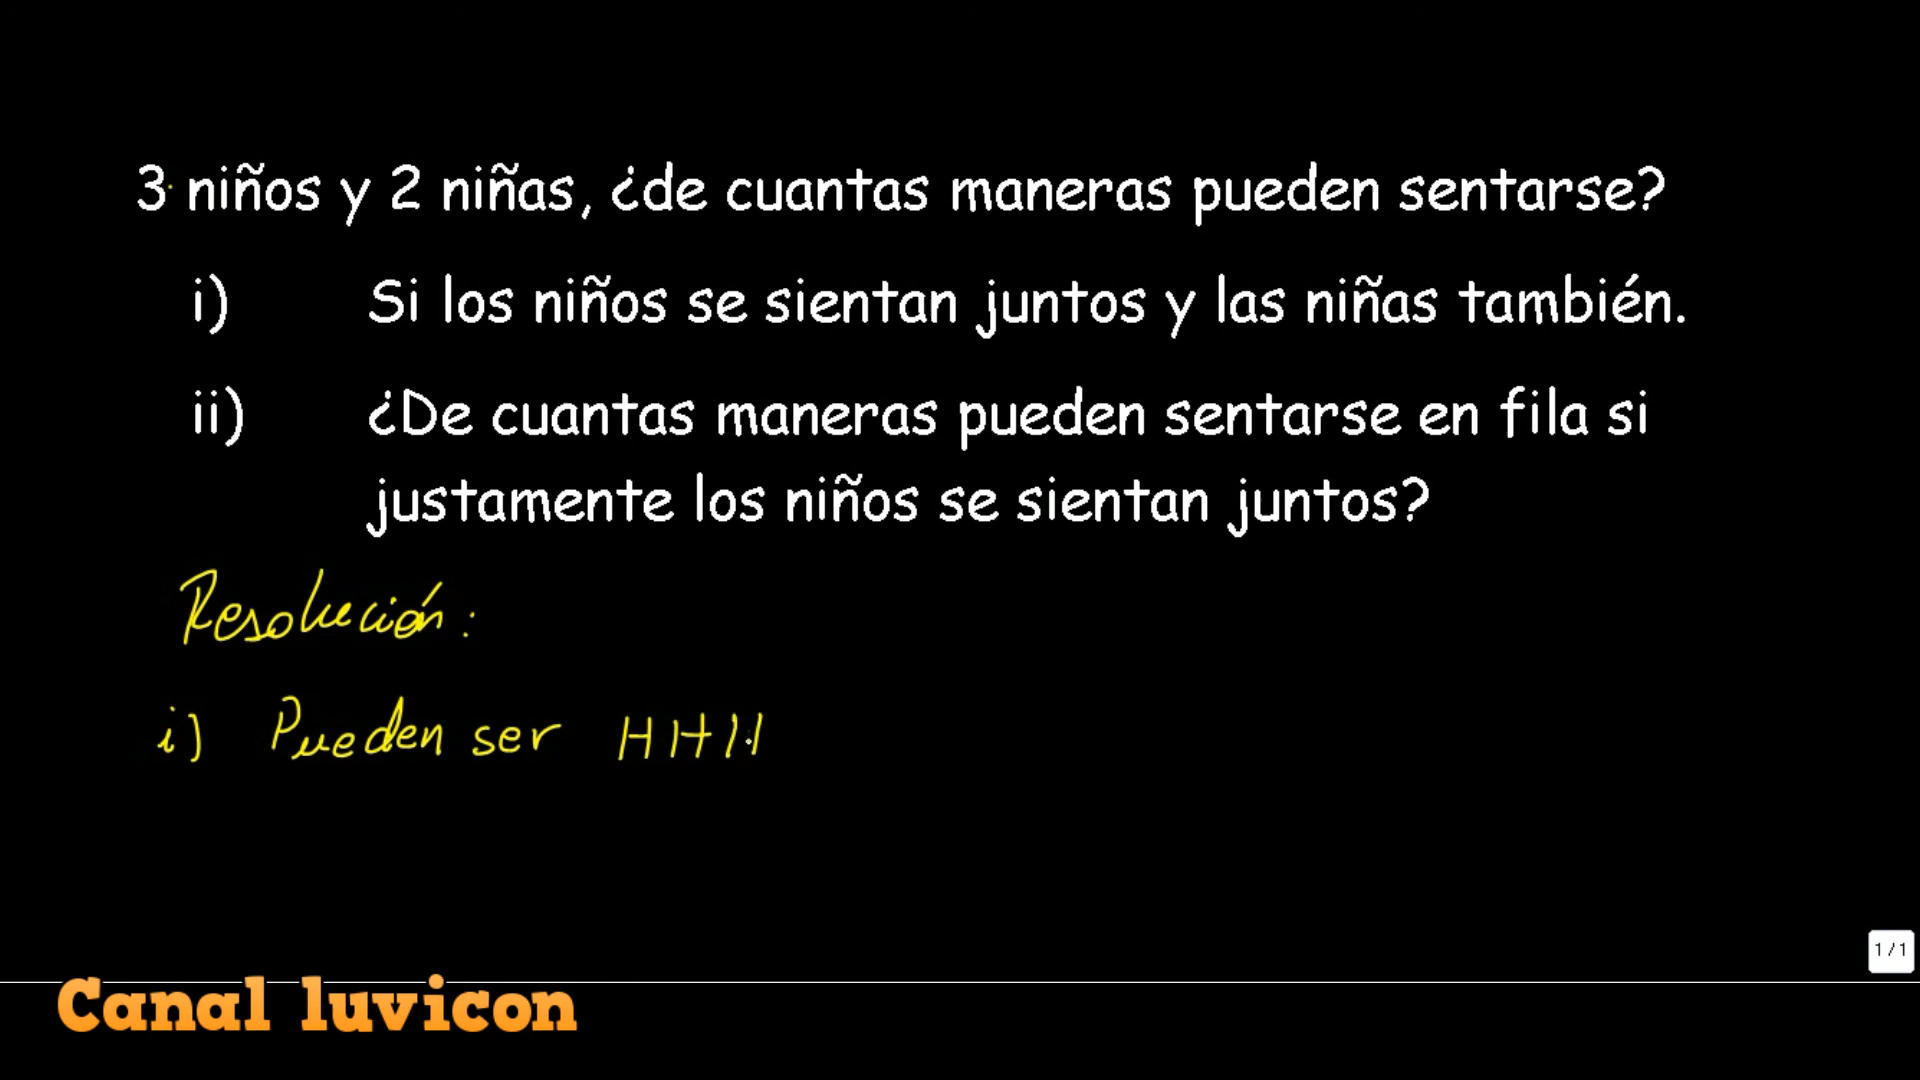 3 niños y 2 niñas, ¿de cuantas maneras pueden sentarse?
i) Si los niños se sientan juntos y las niñas también.
ii) ¿De cuantas maneras pueden sentarse en fila si
justamente los niños se sientan juntos?
Resolución:
i) Pueden ser HHH
1/1
Canal luvicon